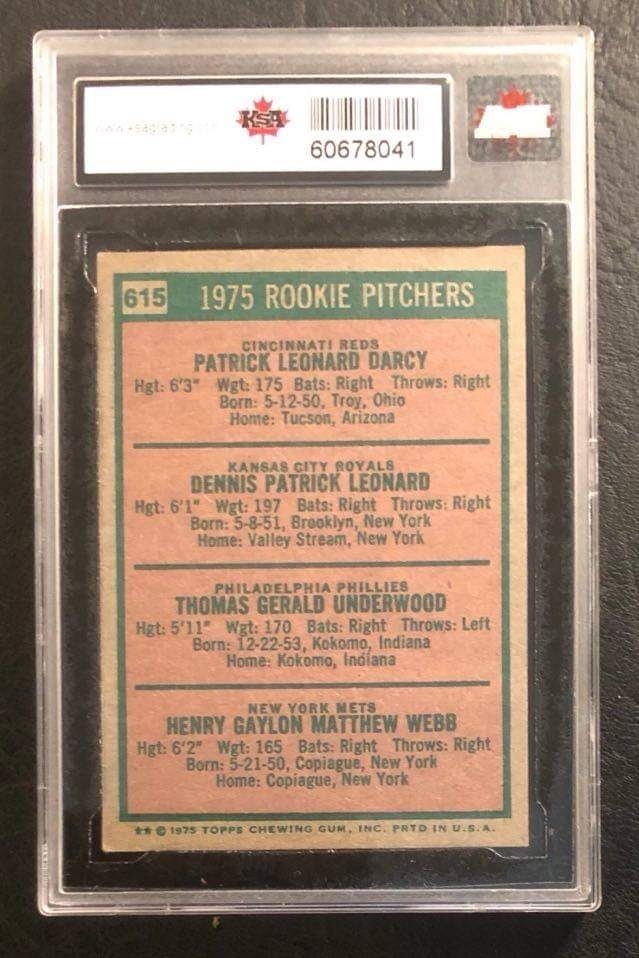 www.ksagrading.com
KSA
60678041
615 1975 ROOKIE PITCHERS
CINCINNATI REDS
PATRICK LEONARD DARCY
Hgt: 6'3" Wgt: 175 Bats: Right Throws: Right
Born: 5-12-50, Troy, Ohio
Home: Tucson, Arizona
KANSAS CITY ROYALS
DENNIS PATRICK LEONARD
Hgt: 6'1" Wgt: 197 Bats: Right Throws: Right
Born: 5-8-51, Brooklyn, New York
Home: Valley Stream, New York
PHILADELPHIA PHILLIES
THOMAS GERALD UNDERWOOD
Hgt: 5'11" Wgt: 170 Bats: Right Throws: Left
Born: 12-22-53, Kokomo, Indiana
Home: Kokomo, Indiana
NEW YORK METS
HENRY GAYLON MATTHEW WEBB
Hgt: 6'2" Wgt: 165 Bats: Right Throws: Right
Born: 5-21-50, Copiague, New York
Home: Copiague, New York
** © 1975 TOPPS CHEWING GUM, INC. PRTD IN U.S.A.